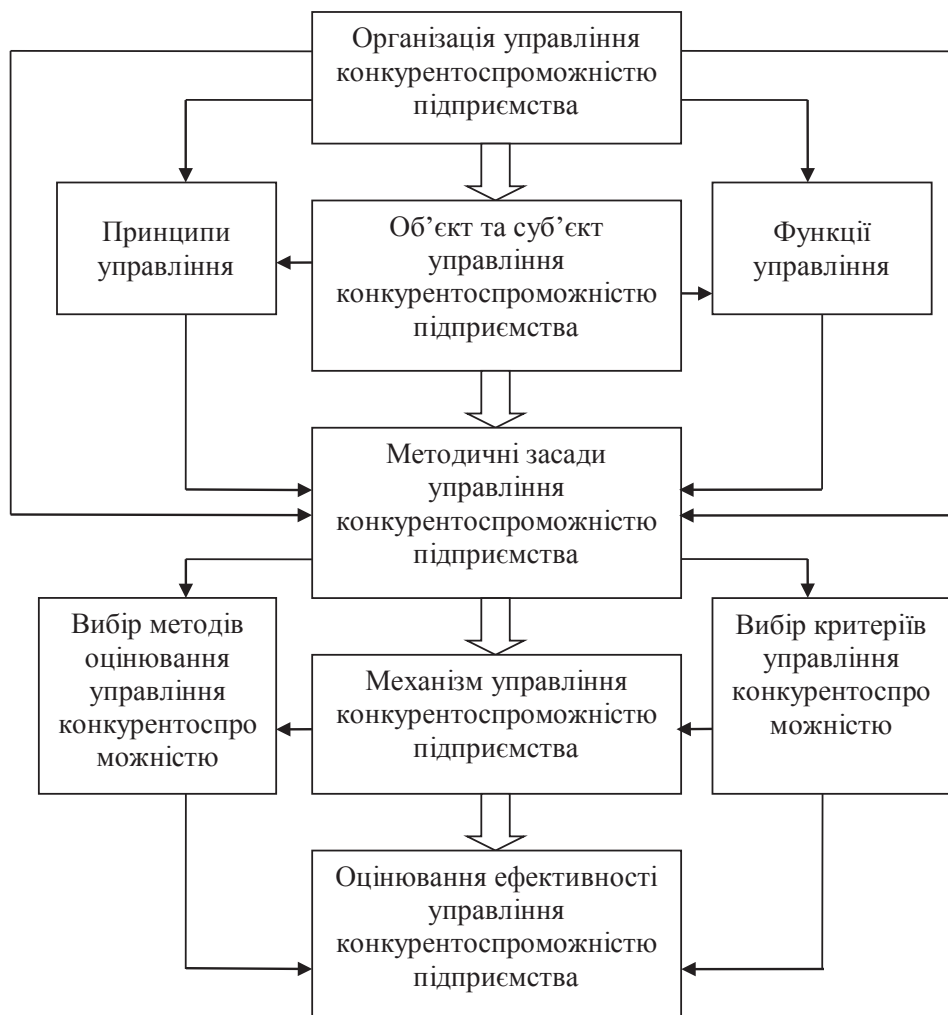 Організація управління
конкурентоспроможністю
підприємства
Принципи
управління
Об’єкт та суб’єкт
управління
конкурентоспроможністю
підприємства
Функції
управління
Методичні засади
управління
конкурентоспроможністю
підприємства
Вибір методів
оцінювання
управління
конкурентоспро
можністю
Механізм управління
конкурентоспроможністю
підприємства
Вибір критеріїв
управління
конкурентоспро
можністю
Оцінювання ефективності
управління
конкурентоспроможністю
підприємства